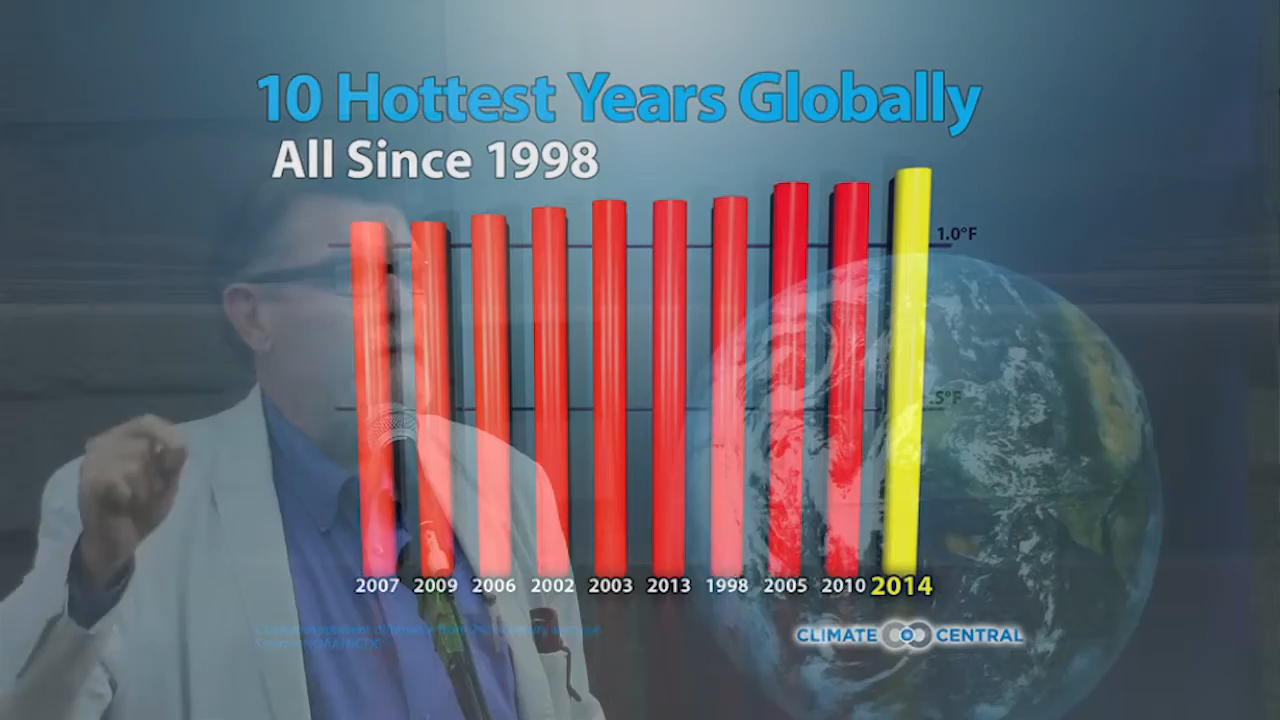 10 Hottest Years Globally
All Since 1998
1.0°F
.5°F
2007 2009 2006 2002 2003 2013 1998 2005 2010 2014
CLIMATE CENTRAL